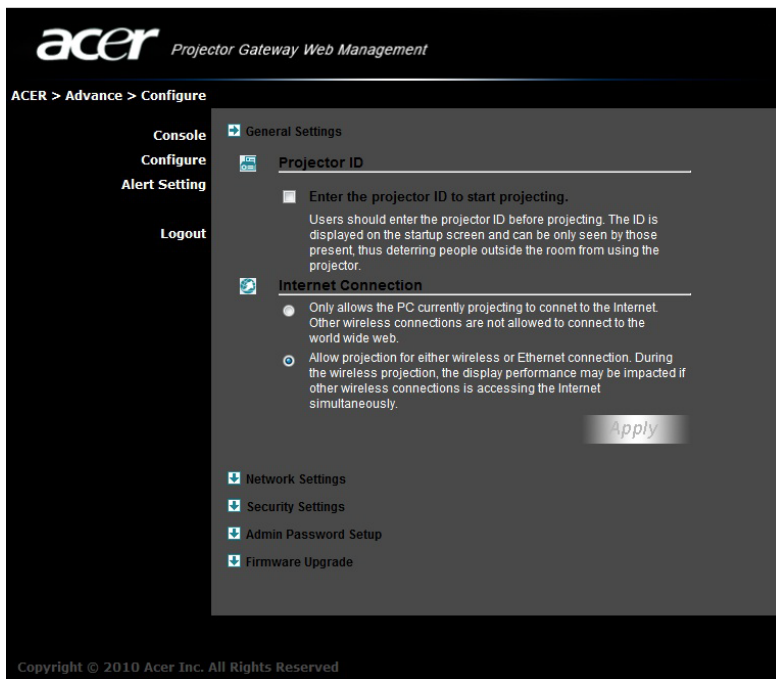 acer Projector Gateway Web Management
ACER > Advance > Configure
Console
Configure
Alert Setting
Logout
General Settings
Projector ID
Enter the projector ID to start projecting.
Users should enter the projector ID before projecting. The ID is
displayed on the startup screen and can be only seen by those
present, thus deterring people outside the room from using the
projector.
Internet Connection
Only allows the PC currently projecting to connet to the Internet.
Other wireless connections are not allowed to connect to the
world wide web.
Allow projection for either wireless or Ethernet connection. During
the wireless projection, the display performance may be impacted if
other wireless connections is accessing the Internet
simultaneously.
Apply
Network Settings
Security Settings
Admin Password Setup
Firmware Upgrade
Copyright © 2010 Acer Inc. All Rights Reserved